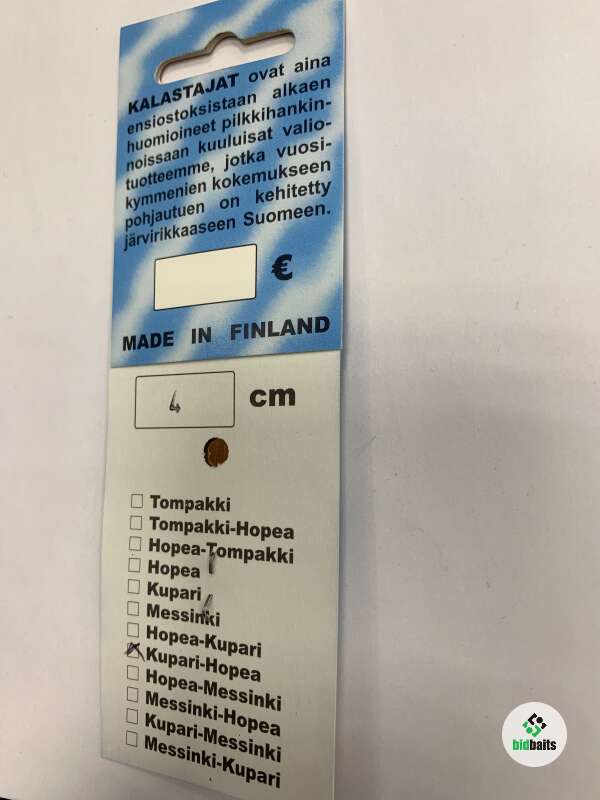 KALASTAJAT ovat aina
ensiostoksistaan alkaen
huomioineet pilkkihankin-
noissaan kuuluisat valio-
tuotteemme, jotka vuosi-
kymmenien kokemukseen
pohjautuen on kehitetty
järvirikkaaseen Suomeen.
€
MADE IN FINLAND
4 cm
Tompakki
Tompakki-Hopea
Hopea-Tompakki
Hopea
Kupari
Messinki
Hopea-Kupari
Kupari-Hopea
Hopea-Messinki
Messinki-Hopea
Kupari-Messinki
Messinki-Kupari
bidbaits